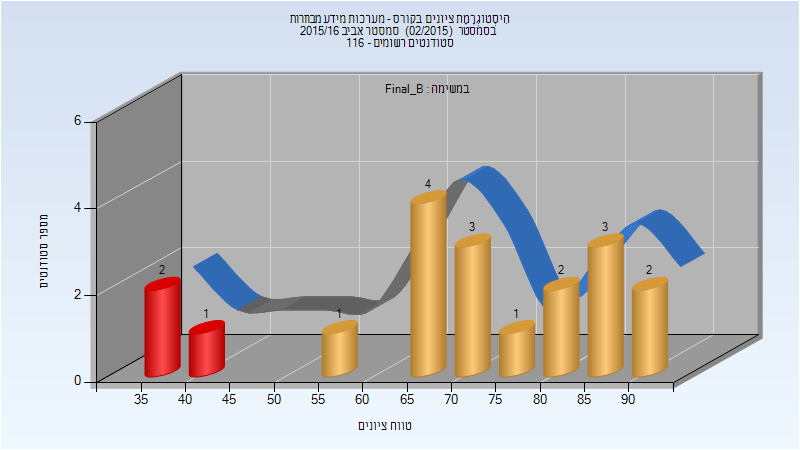 היסטוגרמת ציונים בקורס - מערכות מידע מבוזרות
בסמסטר (02/2015) סמסטר אביב 2015/16
סטודנטים רשומים - 116
במשימה : Final_B
מספר סטודנטים
6
4
2
0
2
1
1
4
3
1
2
3
2
35 40 45 50 55 60 65 70 75 80 85 90
טווח ציונים